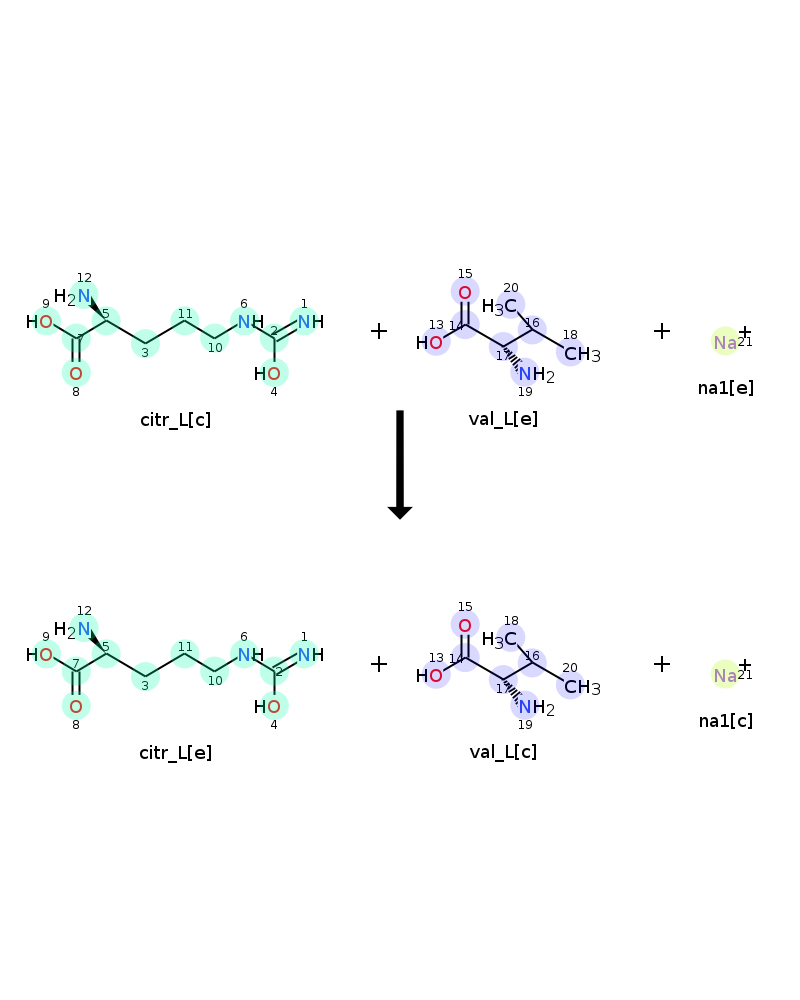 12
H2N
9 5 11 6 1
HO NH NH
7 3 10 2
O HO
8 4
citr_L[c]
+
15
O 20
H3C
13 14 16 18
HO 17 CH3
NH2
19
val_L[e]
+
Na+
21
na1[e]
12
H2N
9 5 11 6 1
HO NH NH
7 3 10 2
O HO
8 4
citr_L[e]
+
15
O 18
H3C
13 14 16 20
HO 17 CH3
NH2
19
val_L[c]
+
Na+
21
na1[c]